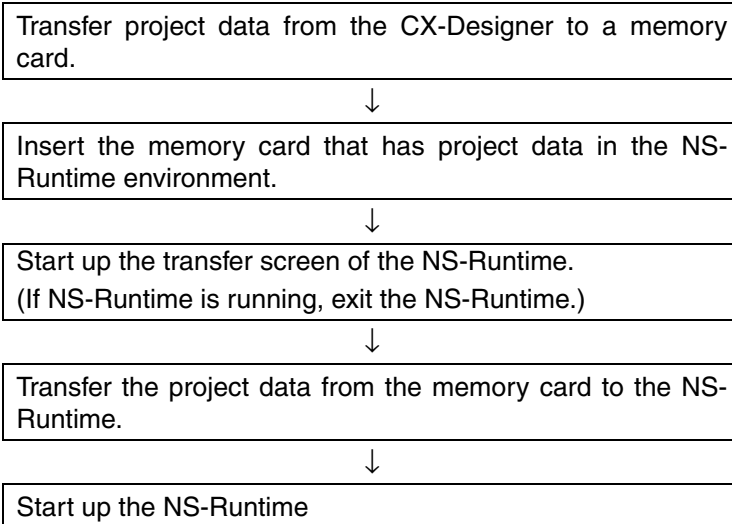 Transfer project data from the CX-Designer to a memory
card.
↓
Insert the memory card that has project data in the NS-
Runtime environment.
↓
Start up the transfer screen of the NS-Runtime.
(If NS-Runtime is running, exit the NS-Runtime.)
↓
Transfer the project data from the memory card to the NS-
Runtime.
↓
Start up the NS-Runtime